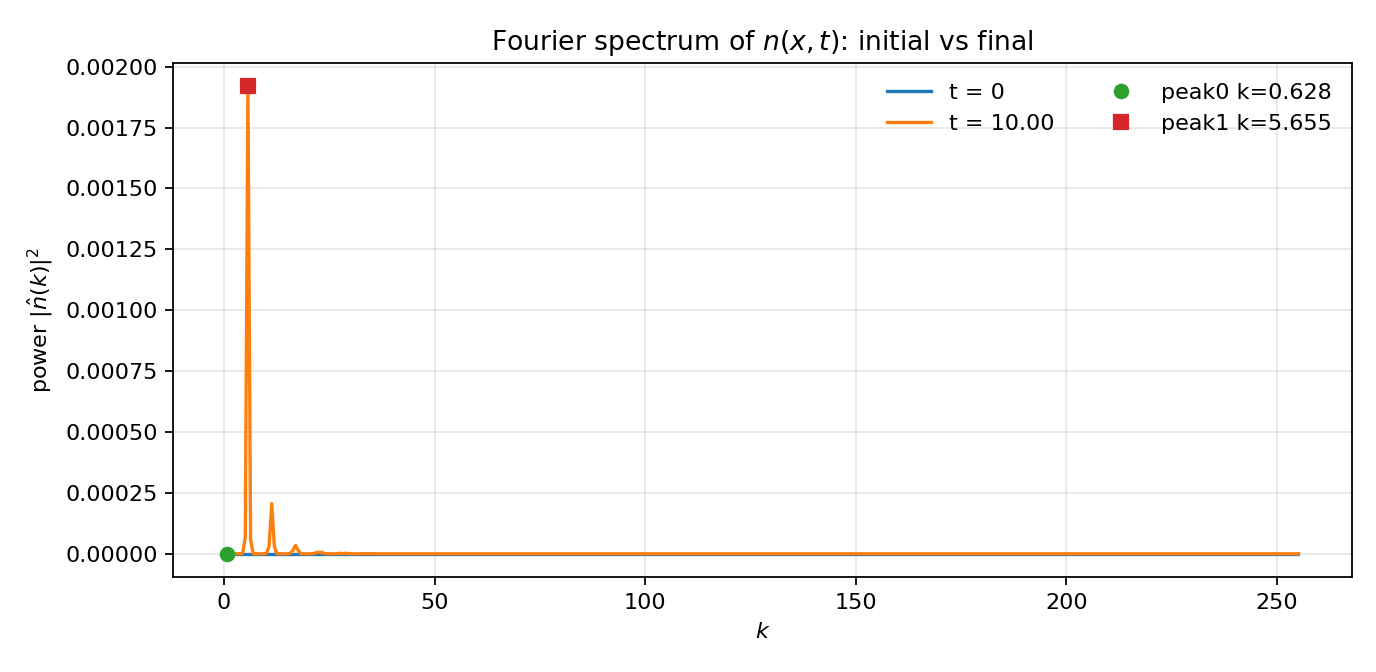 Fourier spectrum of n(x, t): initial vs final
t = 0
t = 10.00
peak0 k=0.628
peak1 k=5.655
power |n̂(k)|²
0.00200
0.00175
0.00150
0.00125
0.00100
0.00075
0.00050
0.00025
0.00000
0 50 100 150 200 250
k